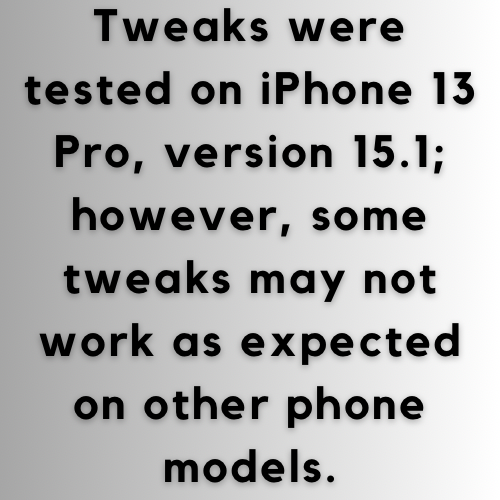 Tweaks were
tested on iPhone 13
Pro, version 15.1;
however, some
tweaks may not
work as expected
on other phone
models.